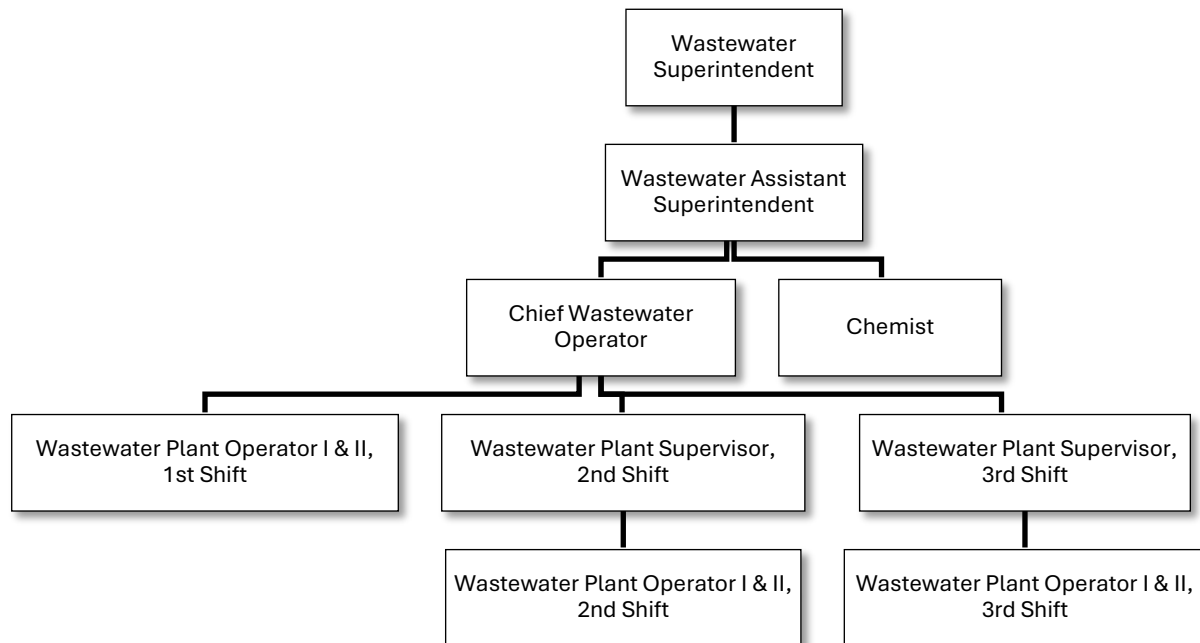 Wastewater
Superintendent
Wastewater Assistant
Superintendent
Chief Wastewater
Operator
Chemist
Wastewater Plant Operator I & II,
1st Shift
Wastewater Plant Supervisor,
2nd Shift
Wastewater Plant Supervisor,
3rd Shift
Wastewater Plant Operator I & II,
2nd Shift
Wastewater Plant Operator I & II,
3rd Shift